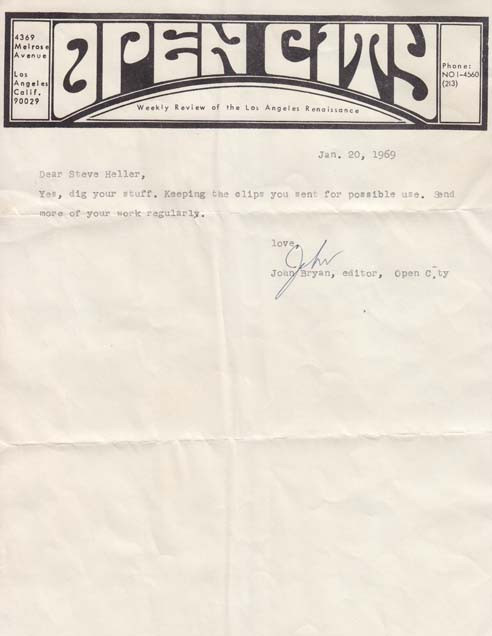 4369
Melrose
Avenue
Los
Angeles
Calif.
90029
OPEN CITY
Weekly Review of the Los Angeles Renaissance
Phone:
NO 1-4560
(213)
Jan. 20, 1969
Dear Steve Heller,
Yes, dig your stuff. Keeping the clips you sent for possible use. Send
more of your work regularly.
love,
John
John Bryan, editor, Open City